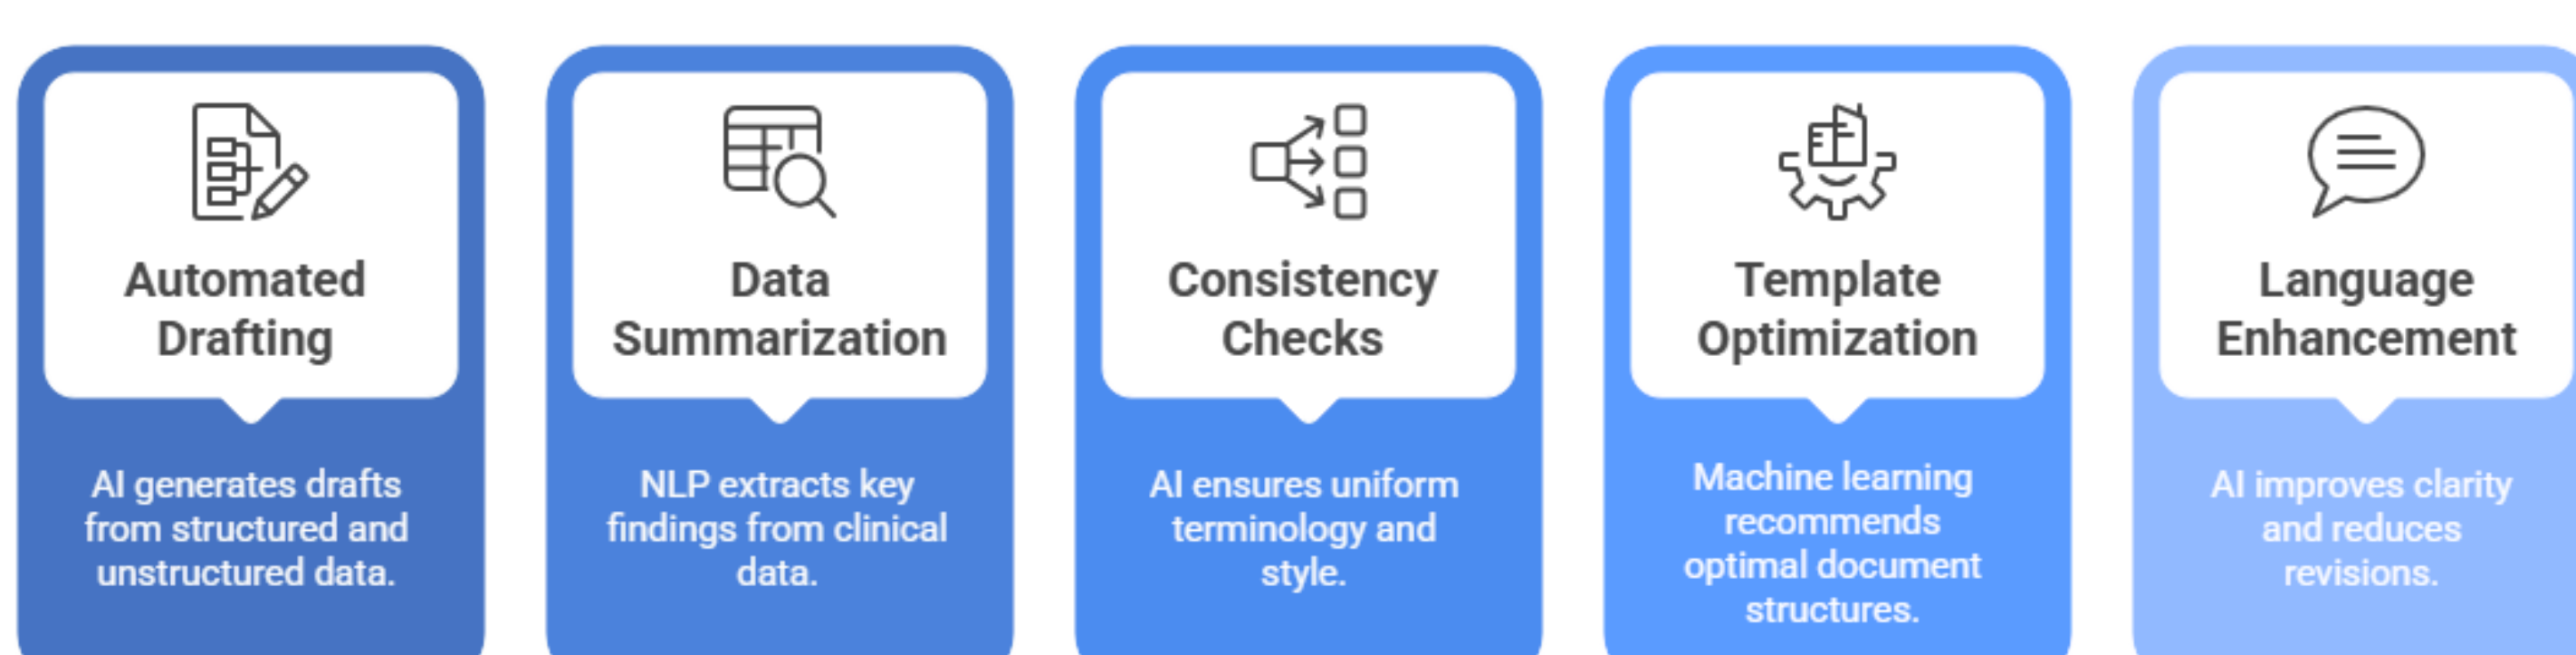 Automated
Drafting
AI generates drafts
from structured and
unstructured data.
Data
Summarization
NLP extracts key
findings from clinical
data.
Consistency
Checks
AI ensures uniform
terminology and
style.
Template
Optimization
Machine learning
recommends
optimal document
structures.
Language
Enhancement
AI improves clarity
and reduces
revisions.